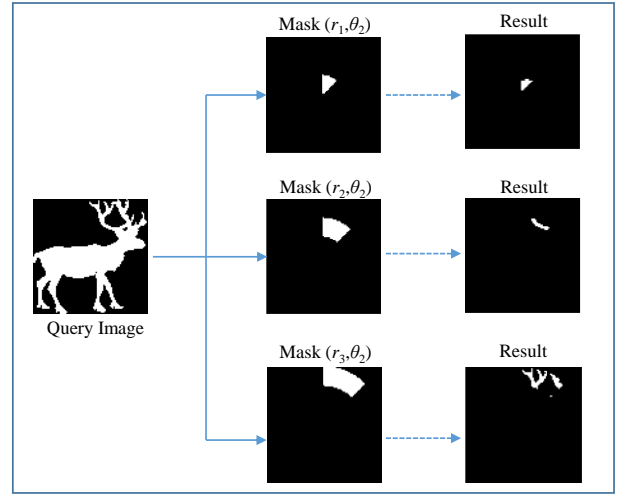 Mask (r₁,θ₂)
Result
Mask (r₂,θ₂)
Result
Query Image
Mask (r₃,θ₂)
Result